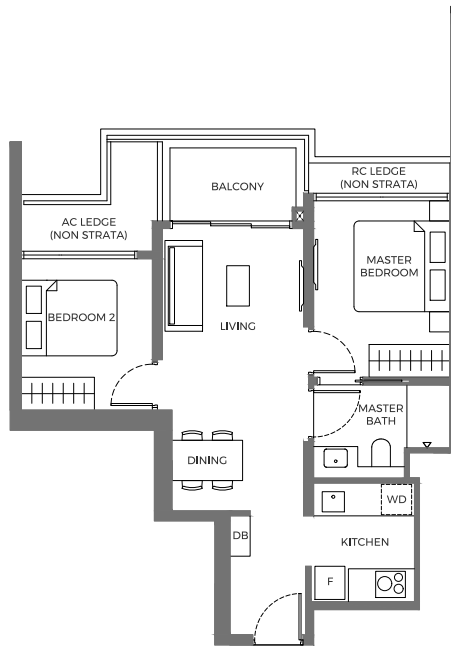 RC LEDGE
(NON STRATA)
BALCONY
AC LEDGE
(NON STRATA)
MASTER
BEDROOM
BEDROOM 2
LIVING
MASTER
BATH
DINING
WD
DB
KITCHEN
F